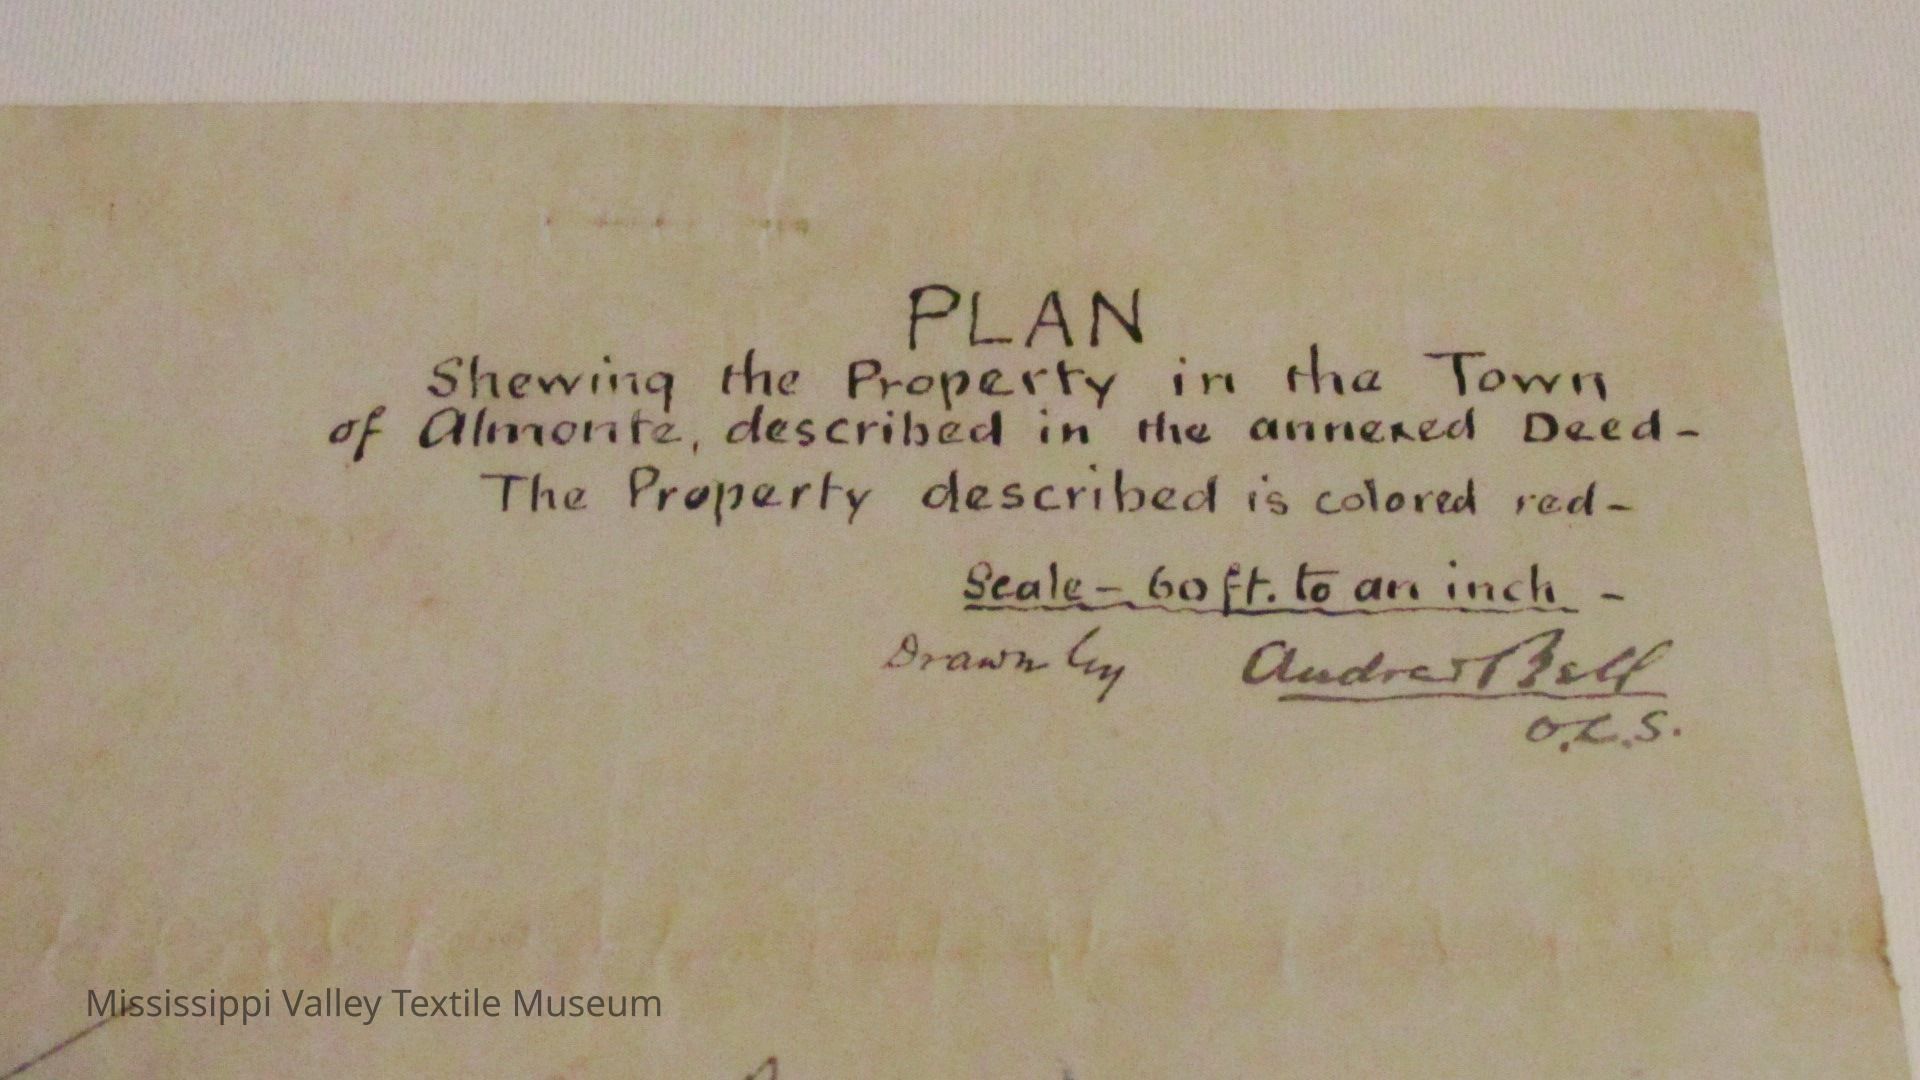 PLAN
Shewing the Property in the Town
of Almonte, described in the annexed Deed-
The Property described is colored red-
Scale - 60 ft. to an inch -
Drawn by Andrew Bell
O.L.S.
Mississippi Valley Textile Museum